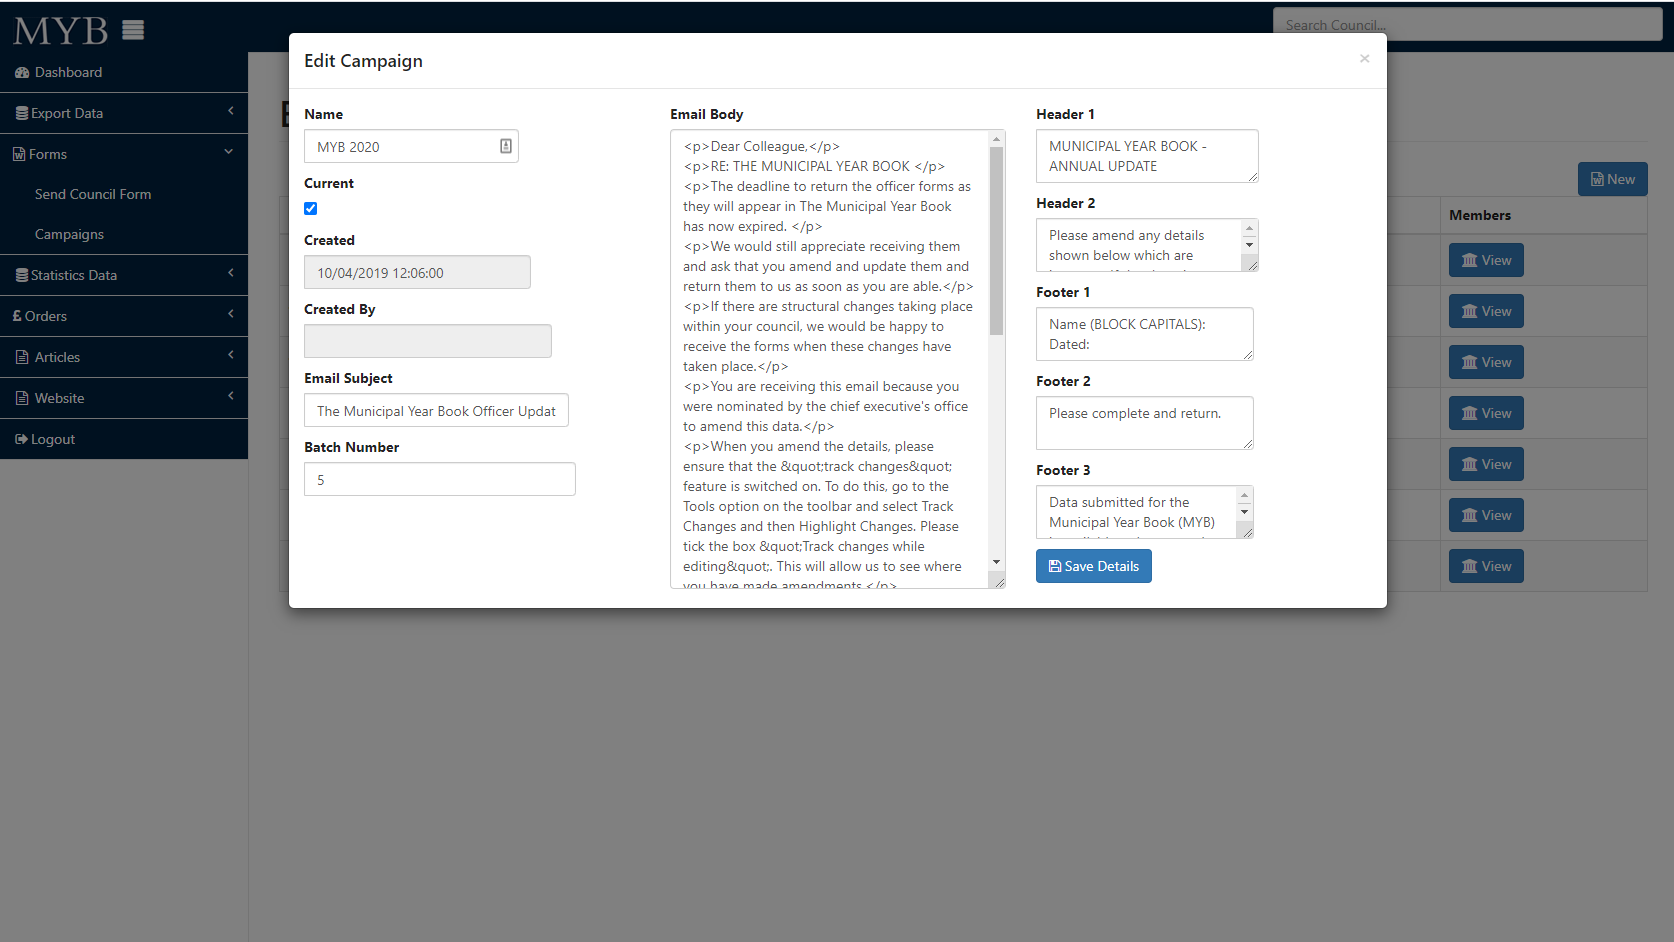 MYB
Search Council...
Dashboard
Export Data
Forms
Send Council Form
Campaigns
Statistics Data
£ Orders
Articles
Website
Logout
Edit Campaign
×
Name
MYB 2020
Current
Created
10/04/2019 12:06:00
Created By
Email Subject
The Municipal Year Book Officer Updat
Batch Number
5
Email Body
<p>Dear Colleague,</p>
<p>RE: THE MUNICIPAL YEAR BOOK </p>
<p>The deadline to return the officer forms as
they will appear in The Municipal Year Book
has now expired. </p>
<p>We would still appreciate receiving them
and ask that you amend and update them and
return them to us as soon as you are able.</p>
<p>If there are structural changes taking place
within your council, we would be happy to
receive the forms when these changes have
taken place.</p>
<p>You are receiving this email because you
were nominated by the chief executive's office
to amend this data.</p>
<p>When you amend the details, please
ensure that the &quot;track changes&quot;
feature is switched on. To do this, go to the
Tools option on the toolbar and select Track
Changes and then Highlight Changes. Please
tick the box &quot;Track changes while
editing&quot;. This will allow us to see where
you have made amendments.</p>
Header 1
MUNICIPAL YEAR BOOK -
ANNUAL UPDATE
Header 2
Please amend any details
shown below which are
Footer 1
Name (BLOCK CAPITALS):
Dated:
Footer 2
Please complete and return.
Footer 3
Data submitted for the
Municipal Year Book (MYB)
Save Details
New
Members
View
View
View
View
View
View
View